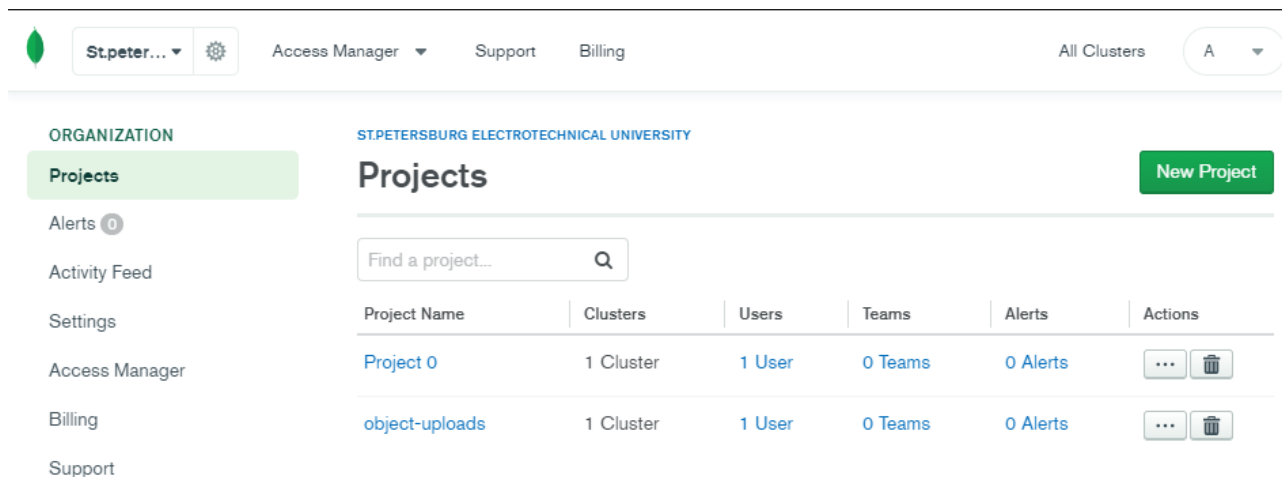 St.peter... Access Manager Support Billing All Clusters A
ORGANIZATION
Projects
Alerts 0
Activity Feed
Settings
Access Manager
Billing
Support
ST.PETERSBURG ELECTROTECHNICAL UNIVERSITY
Projects
New Project
Find a project...
Project Name Clusters Users Teams Alerts Actions
Project 0 1 Cluster 1 User 0 Teams 0 Alerts ...
object-uploads 1 Cluster 1 User 0 Teams 0 Alerts ...